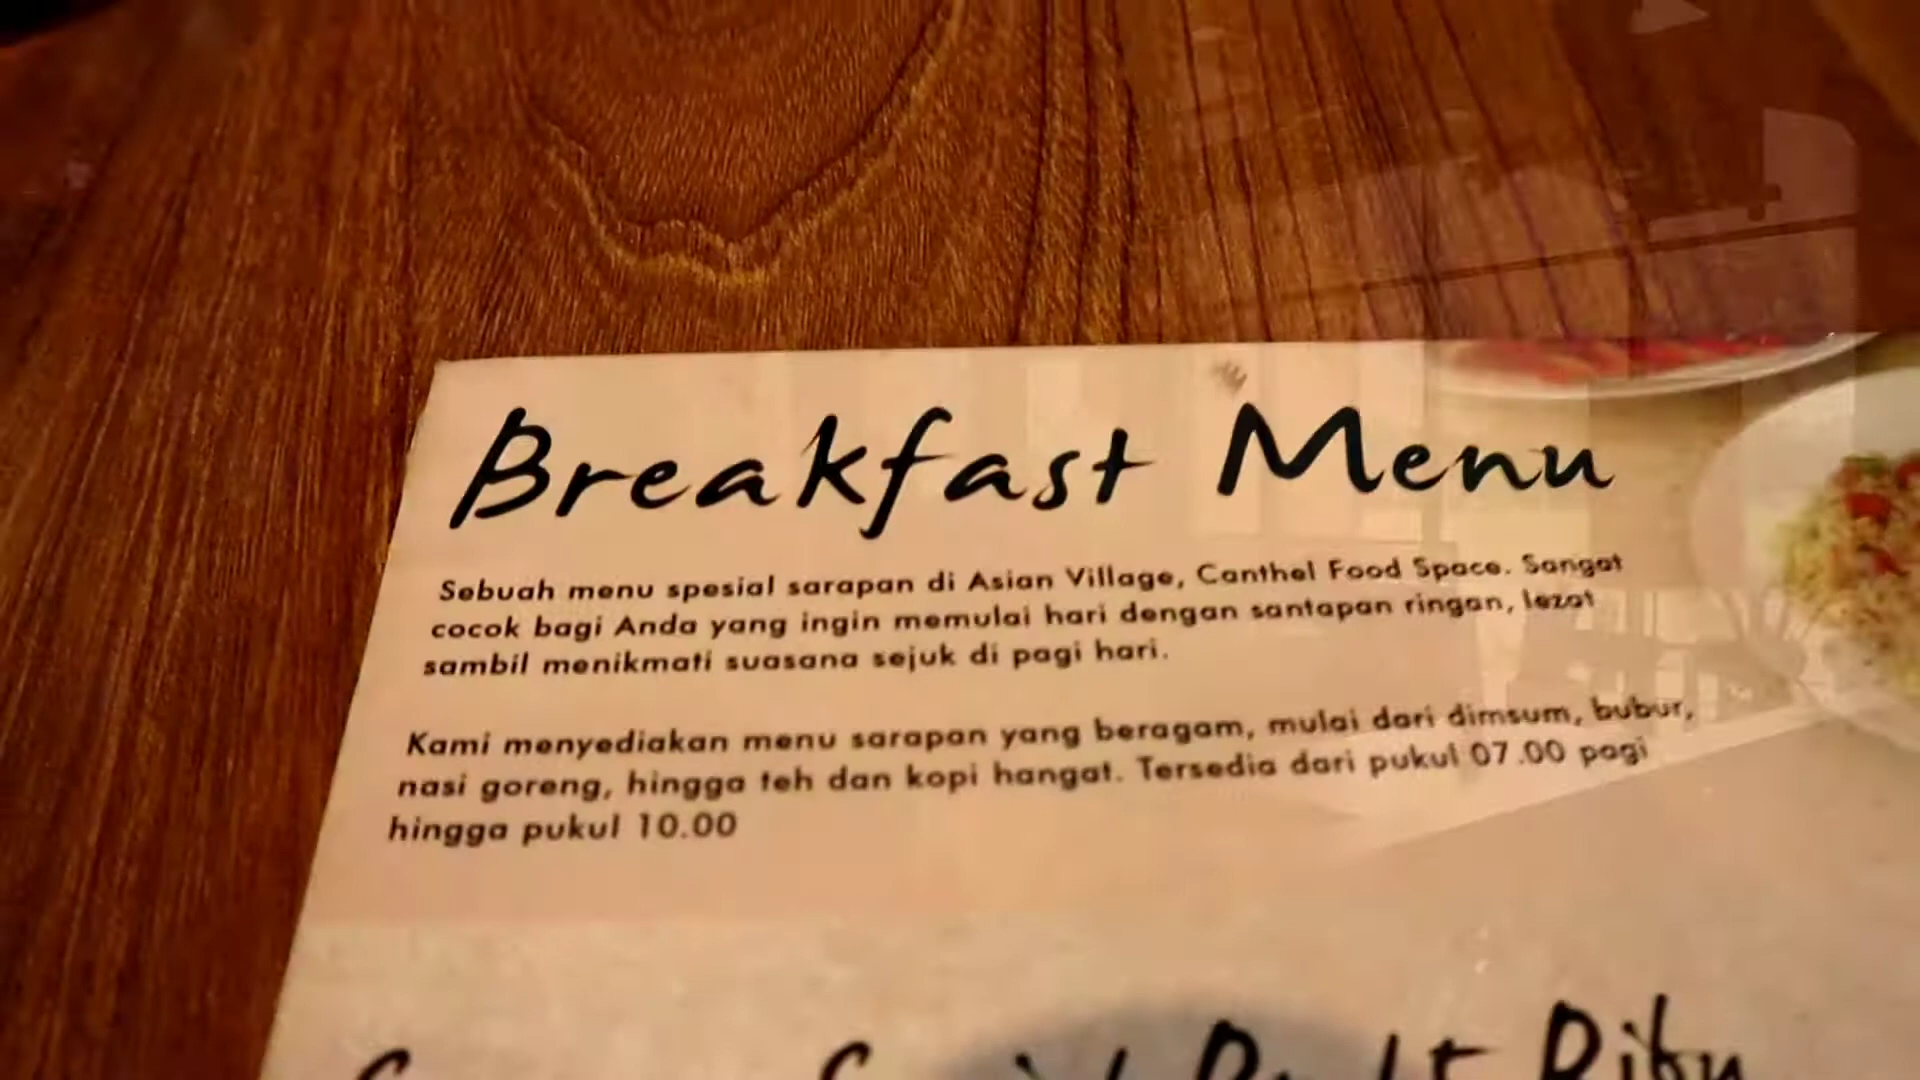 Breakfast Menu
Sebuah menu spesial sarapan di Asian Village, Canthel Food Space. Sangat
cocok bagi Anda yang ingin memulai hari dengan santapan ringan, lezat
sambil menikmati suasana sejuk di pagi hari.
Kami menyediakan menu sarapan yang beragam, mulai dari dimsum, bubur,
nasi goreng, hingga teh dan kopi hangat. Tersedia dari pukul 07.00 pagi
hingga pukul 10.00